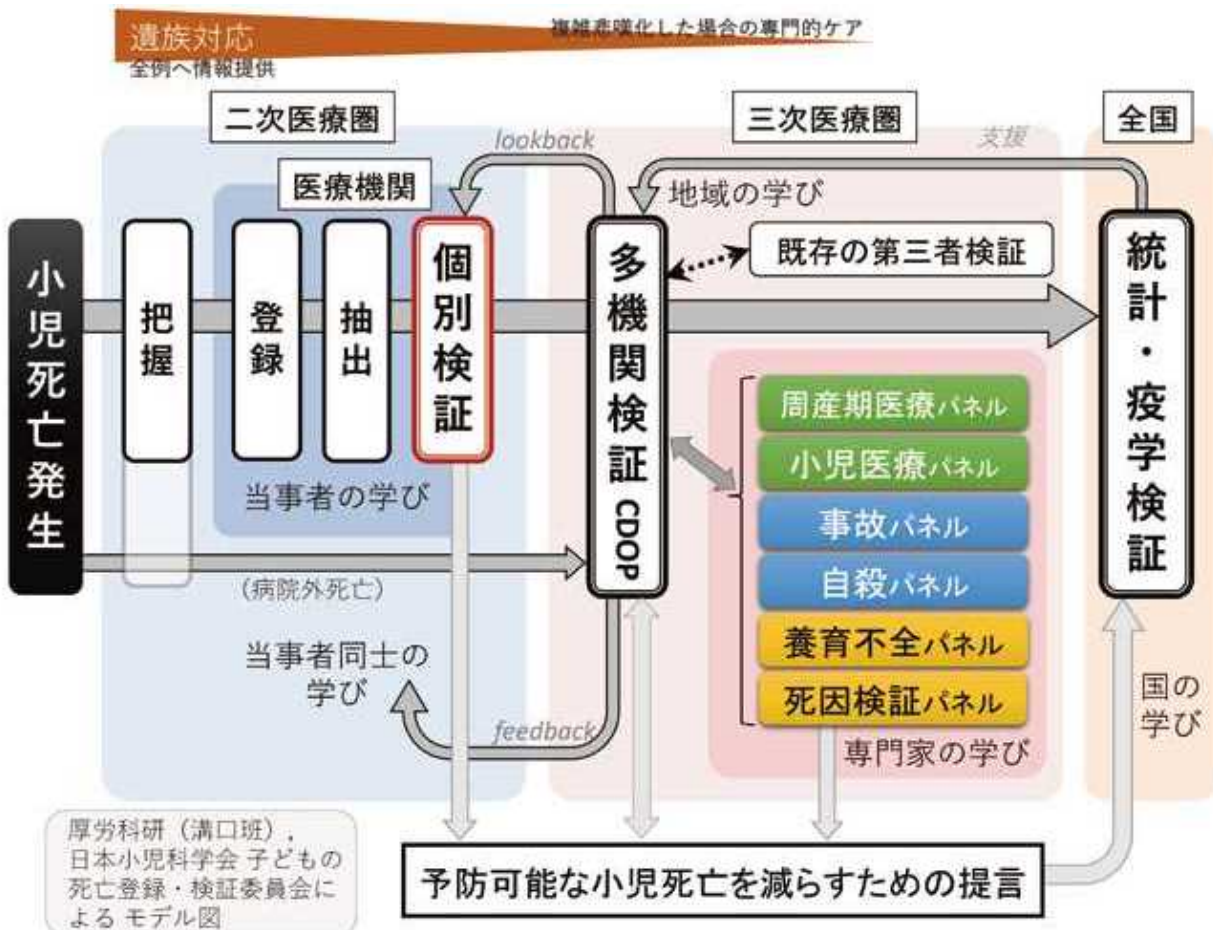 遺族対応
全例へ情報提供
複雑悲嘆化した場合の専門的ケア
二次医療圏
三次医療圏
全国
lookback
支援
医療機関
地域の学び
小児死亡発生
把握
登録
抽出
個別検証
多機関検証 CDOP
既存の第三者検証
統計・疫学検証
周産期医療パネル
小児医療パネル
事故パネル
自殺パネル
養育不全パネル
死因検証パネル
当事者の学び
(病院外死亡)
当事者同士の
学び
feedback
専門家の学び
国の
学び
厚労科研（溝口班），
日本小児科学会 子どもの
死亡登録・検証委員会に
よる モデル図
予防可能な小児死亡を減らすための提言